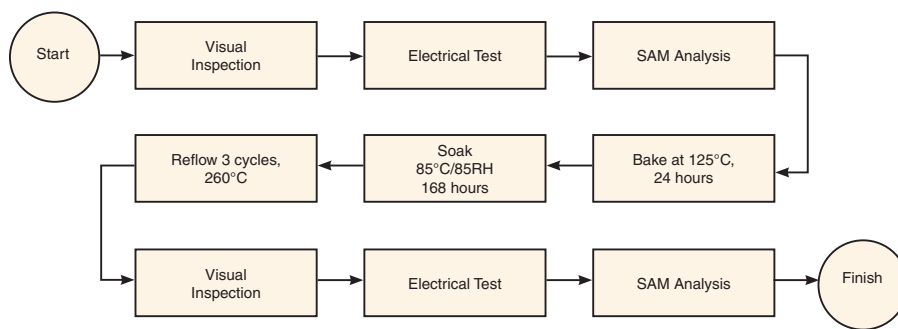 Start
Visual
Inspection
Electrical Test
SAM Analysis
Bake at 125°C,
24 hours
Soak
85°C/85RH
168 hours
Reflow 3 cycles,
260°C
Visual
Inspection
Electrical Test
SAM Analysis
Finish